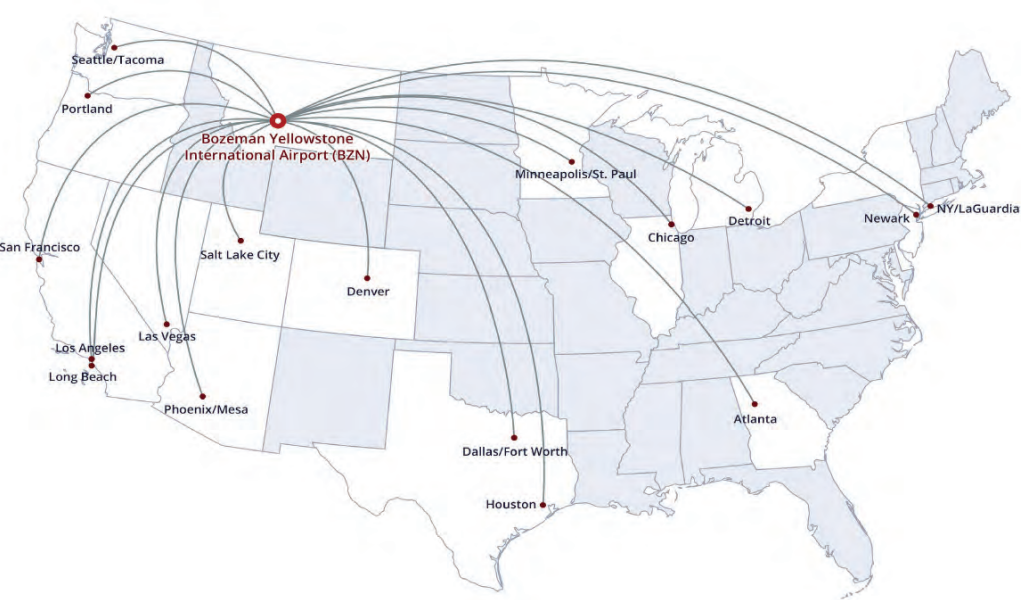 Seattle/Tacoma
Portland
Bozeman Yellowstone
International Airport (BZN)
Minneapolis/St. Paul
Detroit
NY/LaGuardia
Newark
Chicago
San Francisco
Salt Lake City
Denver
Las Vegas
Los Angeles
Long Beach
Phoenix/Mesa
Atlanta
Dallas/Fort Worth
Houston